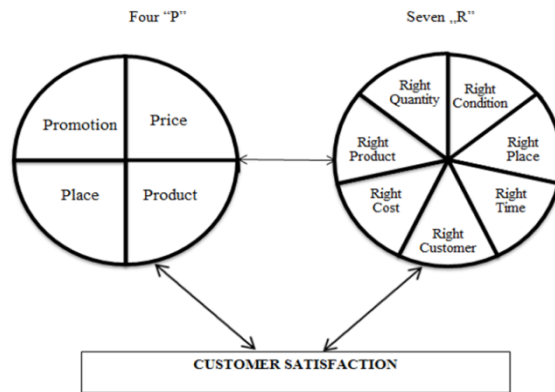 Four “P”
Seven „R”
Promotion
Price
Place
Product
Right
Quantity
Right
Condition
Right
Product
Right
Place
Right
Cost
Right
Time
Right
Customer
CUSTOMER SATISFACTION